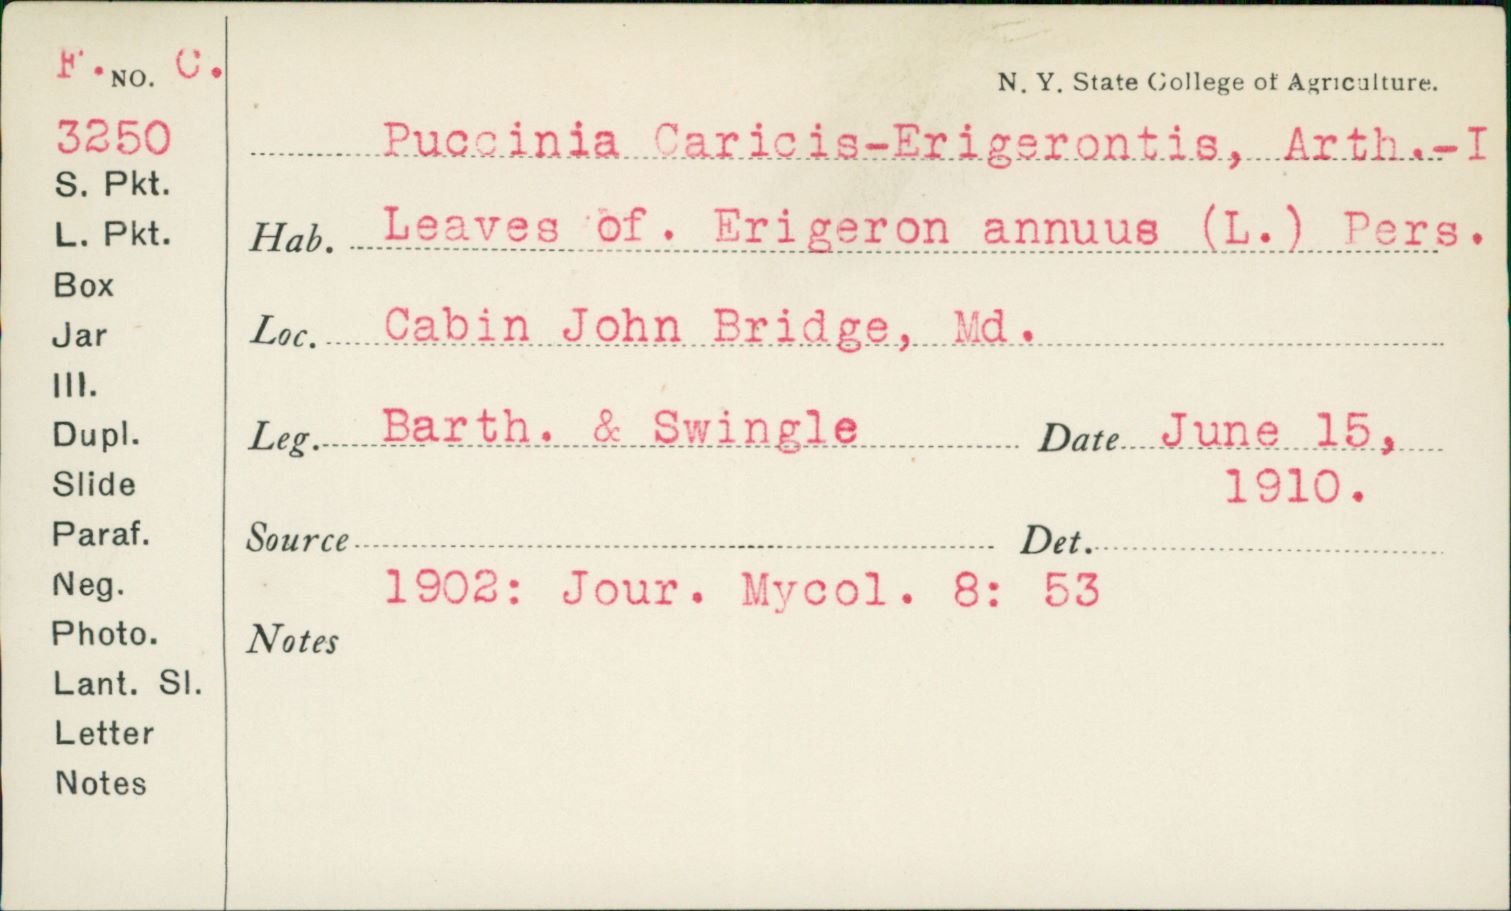 F. NO. C.
N. Y. State College of Agriculture.
3250
Puccinia Caricis-Erigerontis, Arth.-I
S. Pkt.
L. Pkt.
Hab. Leaves of. Erigeron annuus (L.) Pers.
Box
Jar
Loc. Cabin John Bridge, Md.
Ill.
Dupl.
Leg. Barth. & Swingle Date June 15,
1910.
Slide
Paraf.
Source Det.
Neg.
1902: Jour. Mycol. 8: 53
Photo.
Notes
Lant. Sl.
Letter
Notes